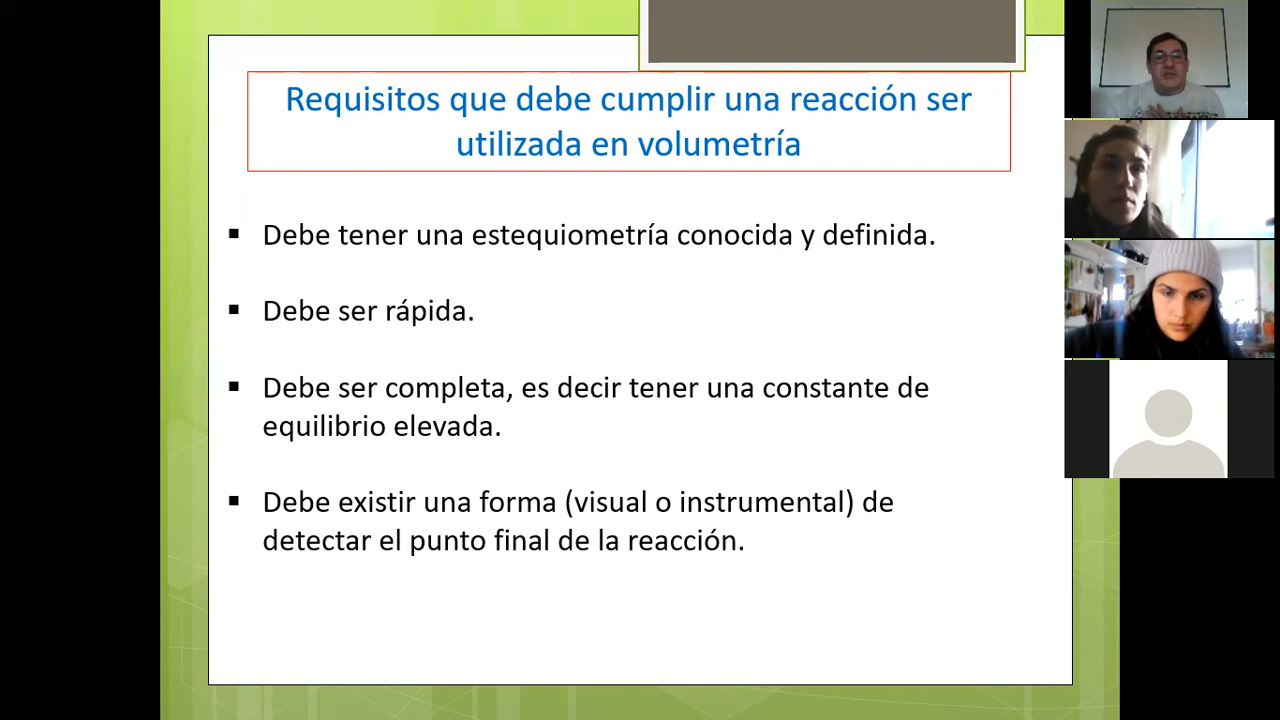 Requisitos que debe cumplir una reacción ser
utilizada en volumetría
▪ Debe tener una estequiometría conocida y definida.
▪ Debe ser rápida.
▪ Debe ser completa, es decir tener una constante de
equilibrio elevada.
▪ Debe existir una forma (visual o instrumental) de
detectar el punto final de la reacción.